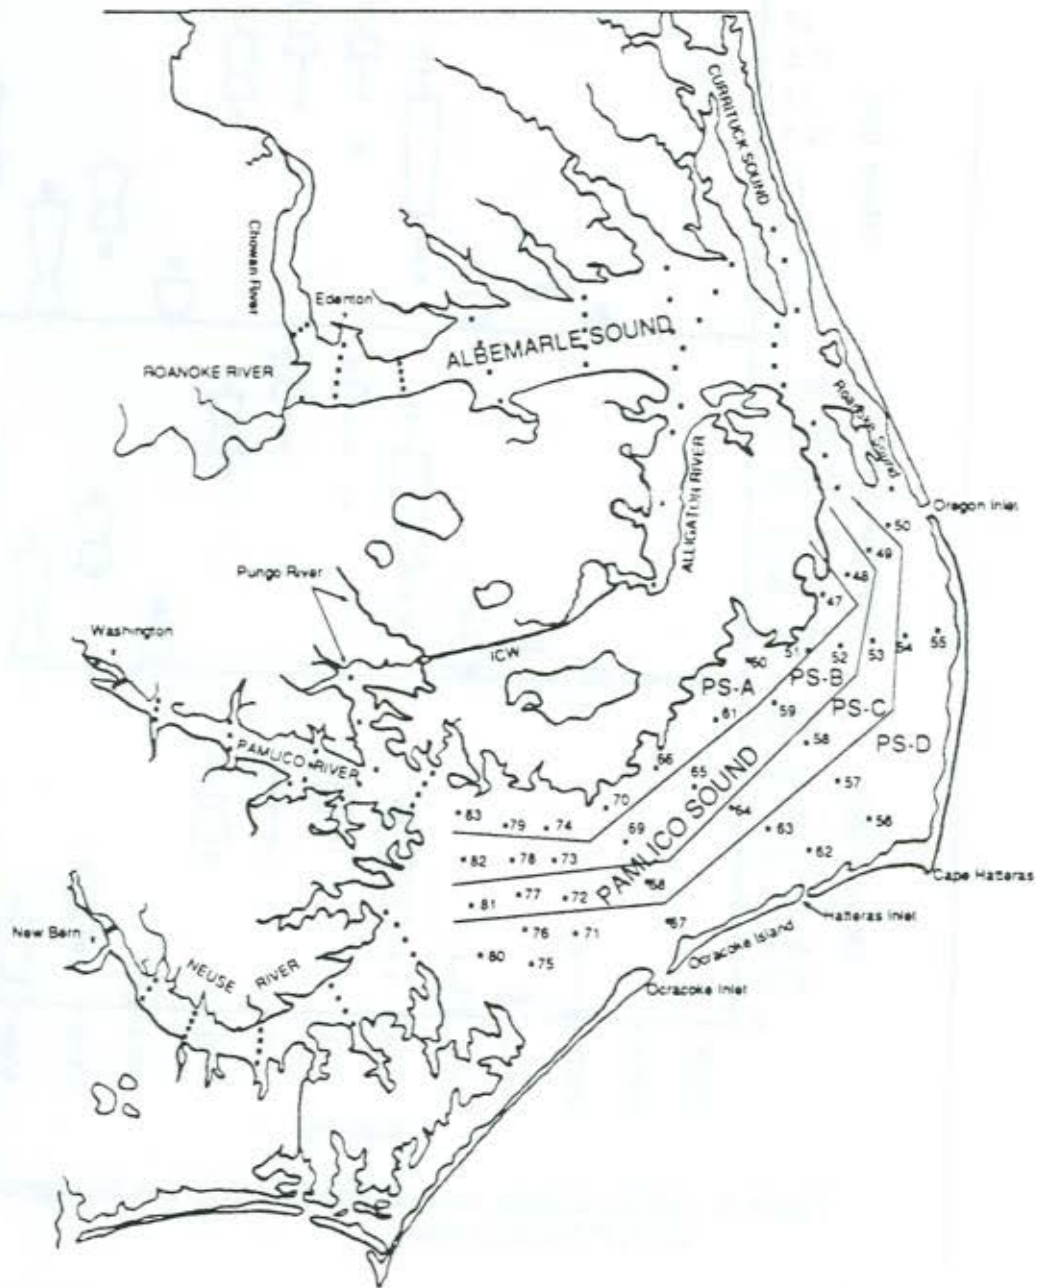 CURRITUCK SOUND
Chowan River
Edenton
ALBEMARLE SOUND
ROANOKE RIVER
Roanoke Sound
ALLIGATOR RIVER
Oregon Inlet
50
49
48
47
Pungo River
Washington
ICW
60
51
52
53
54
55
PS-A
PS-B
PS-C
PS-D
61
59
58
57
56
PAMLICO RIVER
66
65
64
63
62
PAMLICO SOUND
70
69
68
67
83
79
74
82
78
73
81
77
72
76
71
80
75
Cape Hatteras
Hatteras Inlet
Ocracoke Island
Ocracoke Inlet
New Bern
NEUSE RIVER